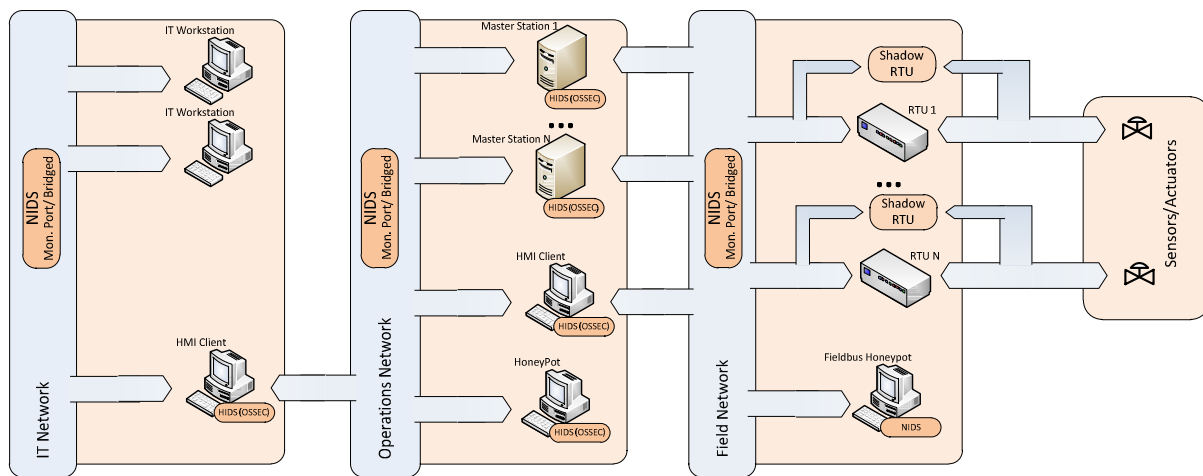 IT Workstation
IT Workstation
NIDS
Mon. Port/ Bridged
HMI Client
HIDS (OSSEC)
IT Network
Master Station 1
HIDS (OSSEC)
...
Master Station N
HIDS (OSSEC)
NIDS
Mon. Port/ Bridged
HMI Client
HIDS (OSSEC)
HoneyPot
HIDS (OSSEC)
Operations Network
Shadow
RTU
RTU 1
...
NIDS
Mon. Port/ Bridged
Shadow
RTU
RTU N
Fieldbus Honeypot
NIDS
Field Network
Sensors/Actuators